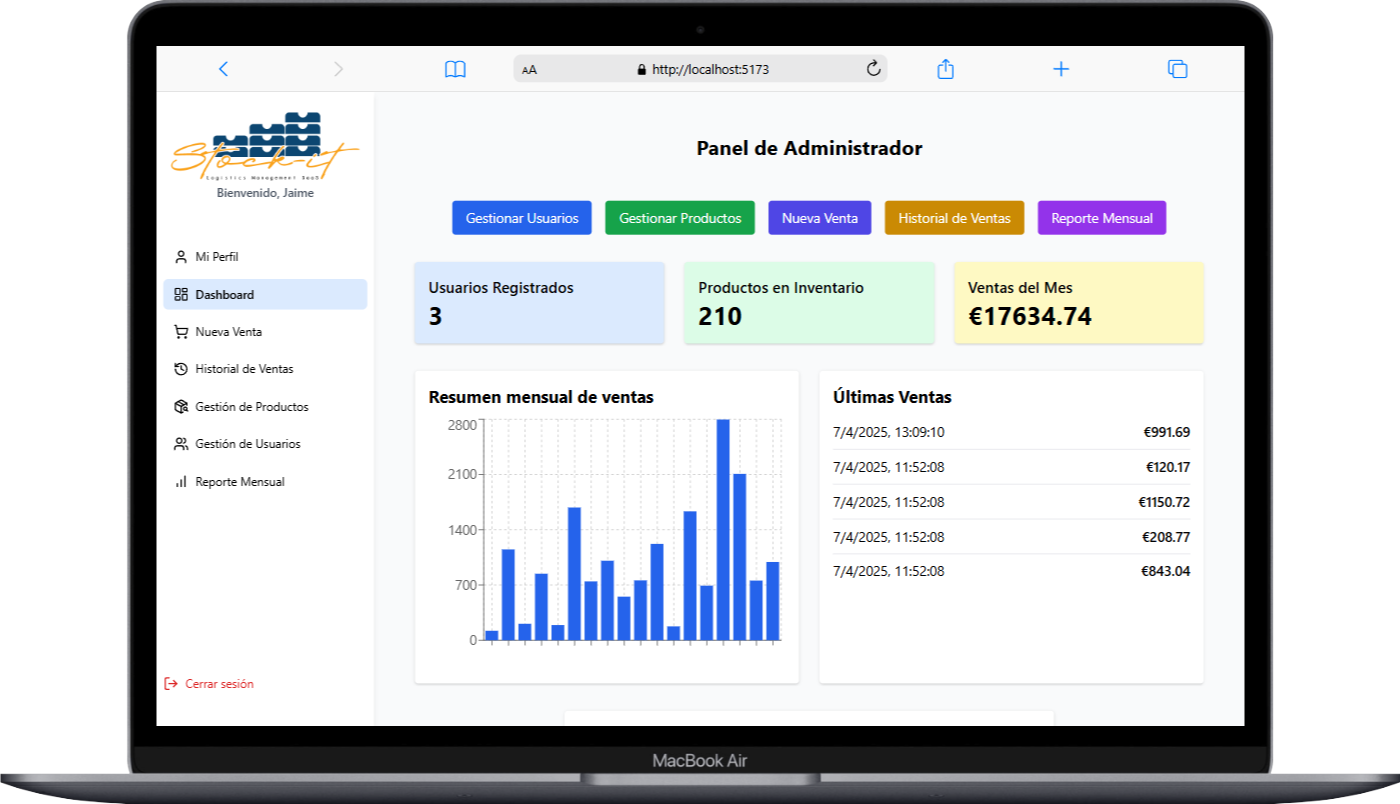 AA
http://localhost:5173
Stock-it
Logistics Management SaaS
Bienvenido, Jaime
Mi Perfil
Dashboard
Nueva Venta
Historial de Ventas
Gestión de Productos
Gestión de Usuarios
Reporte Mensual
Cerrar sesión
Panel de Administrador
Gestionar Usuarios
Gestionar Productos
Nueva Venta
Historial de Ventas
Reporte Mensual
Usuarios Registrados
3
Productos en Inventario
210
Ventas del Mes
€17634.74
Resumen mensual de ventas
2800
2100
1400
700
0
Últimas Ventas
7/4/2025, 13:09:10 €991.69
7/4/2025, 11:52:08 €120.17
7/4/2025, 11:52:08 €1150.72
7/4/2025, 11:52:08 €208.77
7/4/2025, 11:52:08 €843.04
MacBook Air